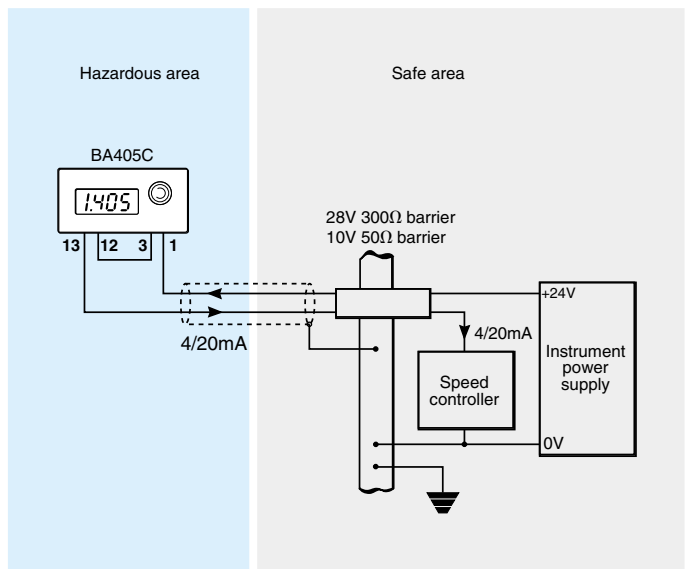 Hazardous area
Safe area
BA405C
1.405
13 12 3 1
28V 300Ω barrier
10V 50Ω barrier
+24V
4/20mA
4/20mA
Instrument
power
supply
Speed
controller
0V